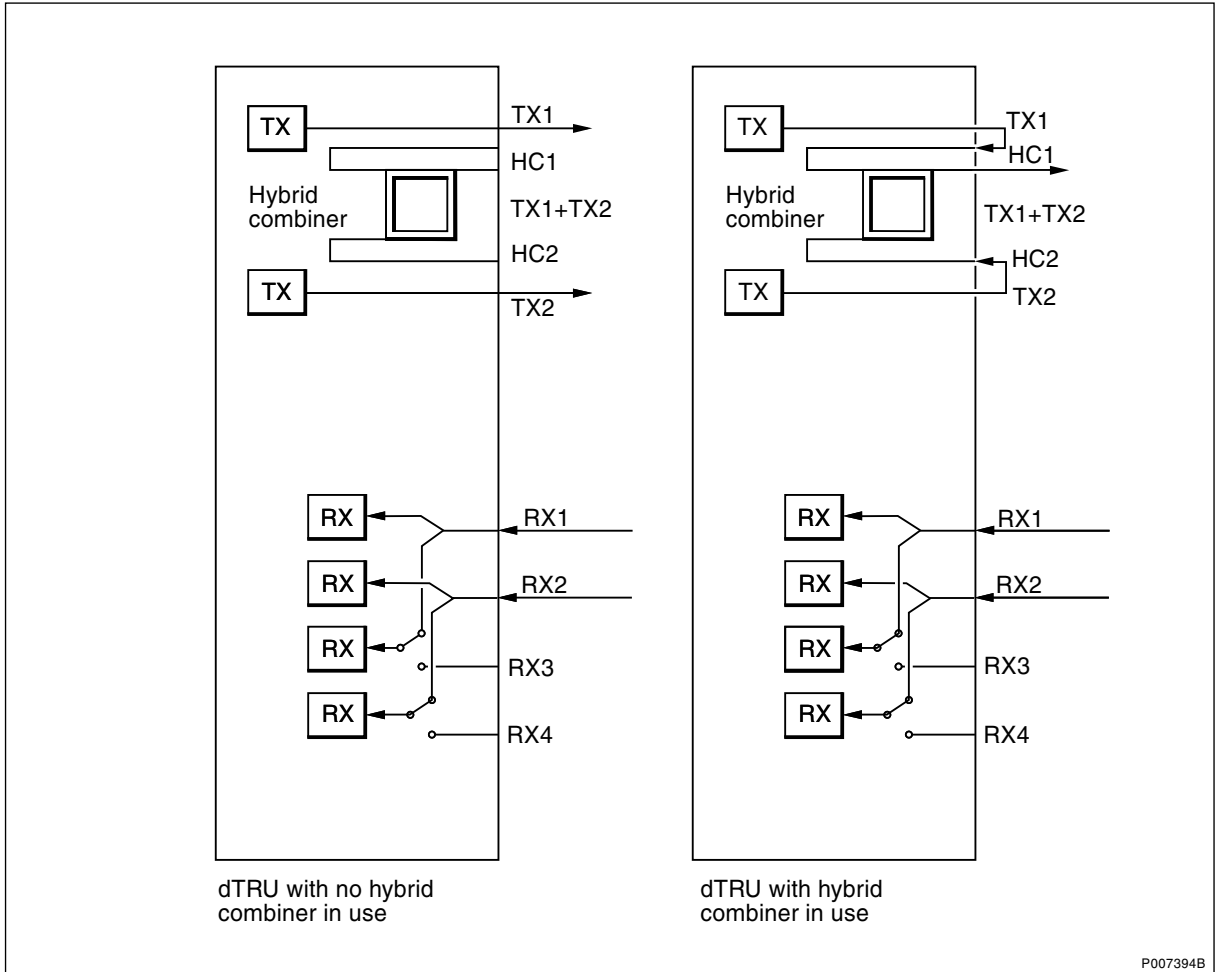 TX
TX1
HC1
Hybrid
combiner
TX1+TX2
HC2
TX
TX2
RX
RX1
RX
RX2
RX
RX3
RX
RX4
dTRU with no hybrid
combiner in use
TX
TX1
HC1
Hybrid
combiner
TX1+TX2
HC2
TX
TX2
RX
RX1
RX
RX2
RX
RX3
RX
RX4
dTRU with hybrid
combiner in use
P007394B